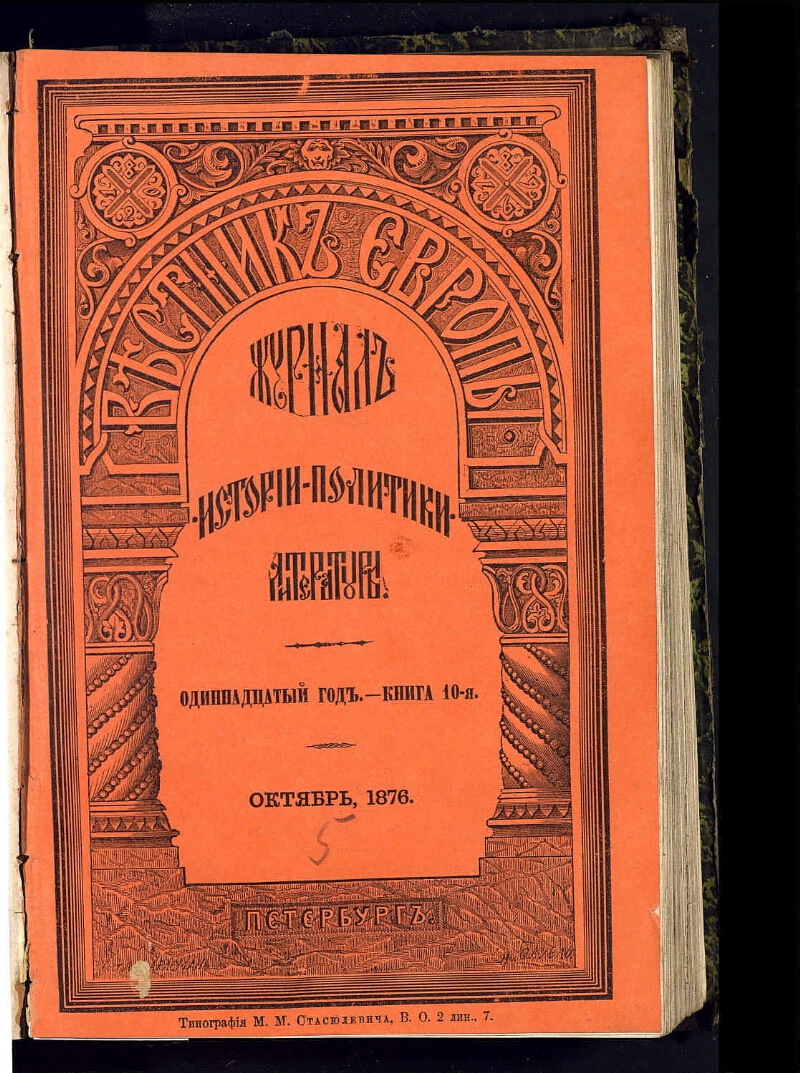 ВѢСТНИКЪ ЕВРОПЫ
ЖУРНАЛЪ
·ИСТОРІИ-ПОЛИТИКИ·
ЛИТЕРАТУРЫ.
ОДИННАДЦАТЫЙ ГОДЪ.—КНИГА 10-я.
ОКТЯБРЬ, 1876.
5
ПЕТЕРБУРГЪ.
Типографія М. М. Стасюлевича, В. О. 2 лин., 7.